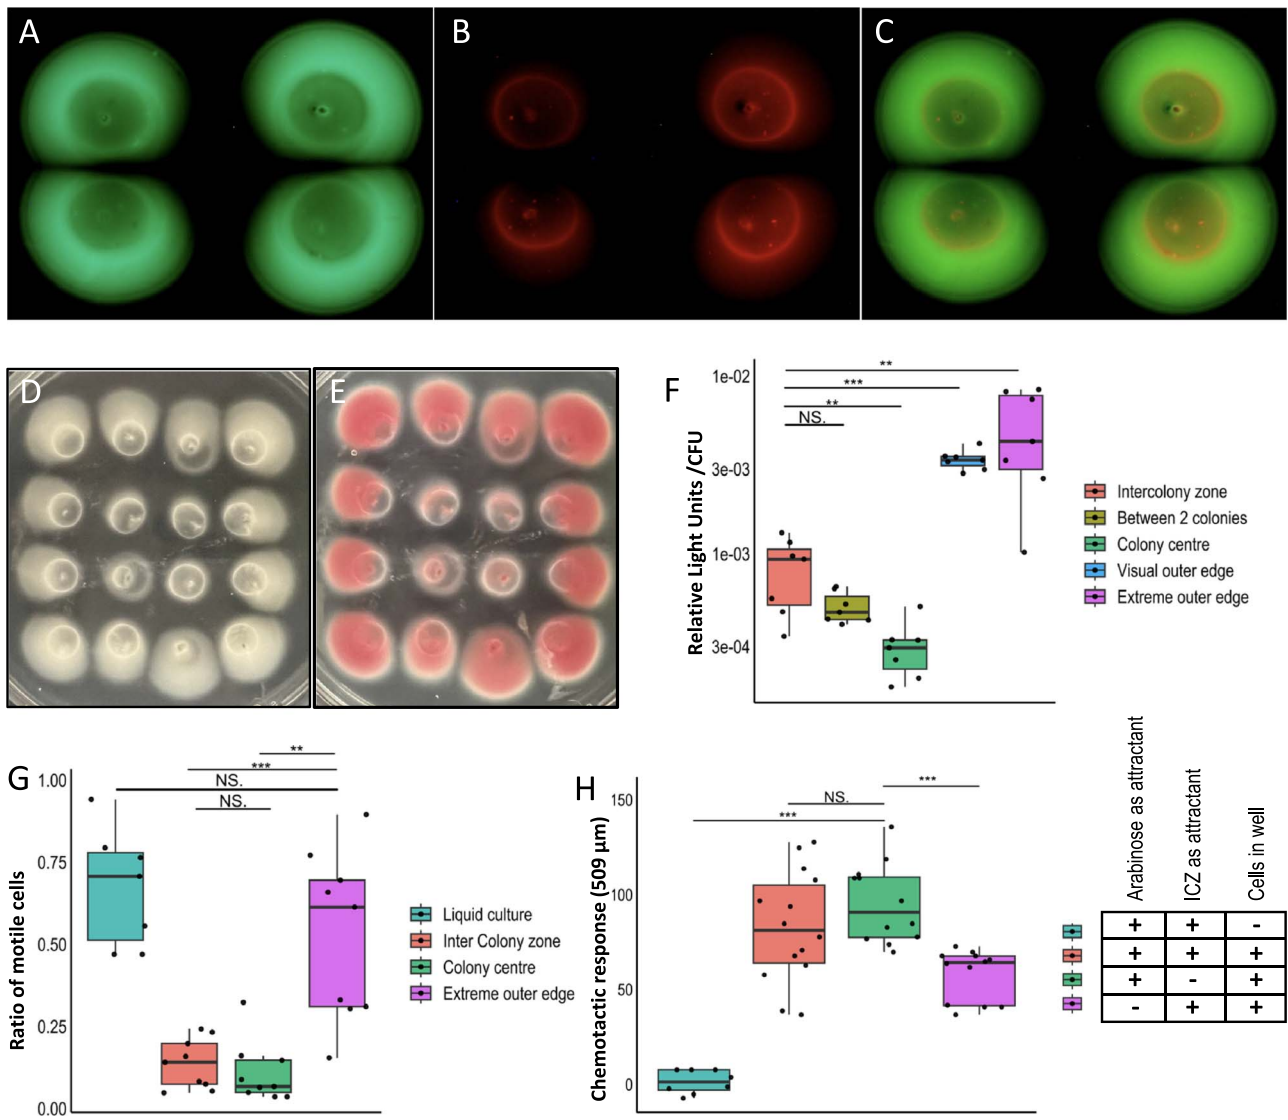 A
B
C
D
E
F
Relative Light Units /CFU
1e-02
3e-03
1e-03
3e-04
**
***
**
NS.
Intercolony zone
Between 2 colonies
Colony centre
Visual outer edge
Extreme outer edge
G
Ratio of motile cells
1.00
0.75
0.50
0.25
0.00
**
***
NS.
NS.
Liquid culture
Inter Colony zone
Colony centre
Extreme outer edge
H
Chemotactic response (509 µm)
150
100
50
0
***
NS.
***
Arabinose as attractant
ICZ as attractant
Cells in well
+ + -
+ + +
+ - +
- + +